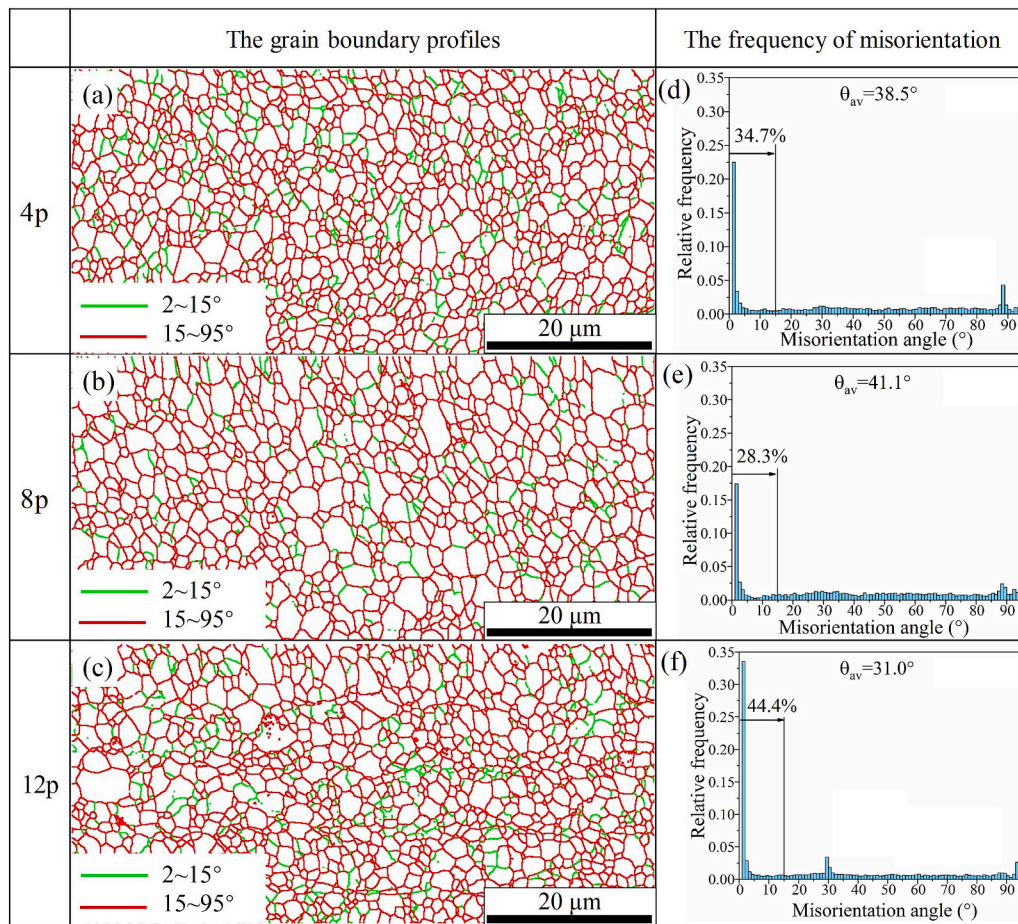 The grain boundary profiles
The frequency of misorientation
4p
(a)
2~15°
15~95°
20 μm
(d)
θav=38.5°
34.7%
Relative frequency
0.35
0.30
0.25
0.20
0.15
0.10
0.05
0.00
0 10 20 30 40 50 60 70 80 90
Misorientation angle (°)
8p
(b)
2~15°
15~95°
20 μm
(e)
θav=41.1°
28.3%
Relative frequency
0.35
0.30
0.25
0.20
0.15
0.10
0.05
0.00
0 10 20 30 40 50 60 70 80 90
Misorientation angle (°)
12p
(c)
2~15°
15~95°
20 μm
(f)
θav=31.0°
44.4%
Relative frequency
0.35
0.30
0.25
0.20
0.15
0.10
0.05
0.00
0 10 20 30 40 50 60 70 80 90
Misorientation angle (°)